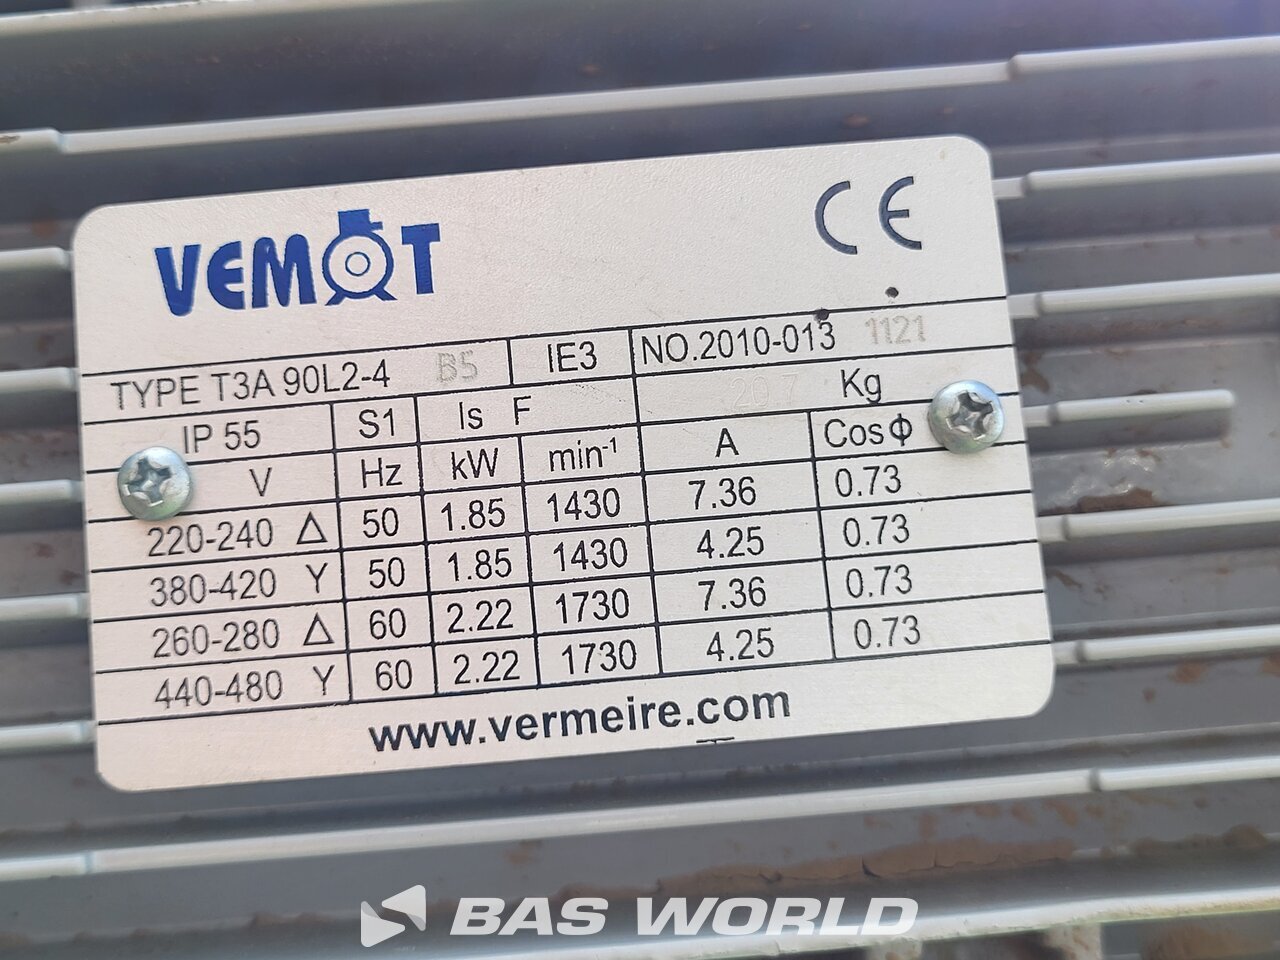 VEMOT CE
TYPE T3A 90L2-4 B5 IE3 NO.2010-013 1121
IP 55 S1 Is F 20.7 Kg
V Hz kW min⁻¹ A CosΦ
220-240 Δ 50 1.85 1430 7.36 0.73
380-420 Y 50 1.85 1430 4.25 0.73
260-280 Δ 60 2.22 1730 7.36 0.73
440-480 Y 60 2.22 1730 4.25 0.73
www.vermeire.com
BAS WORLD